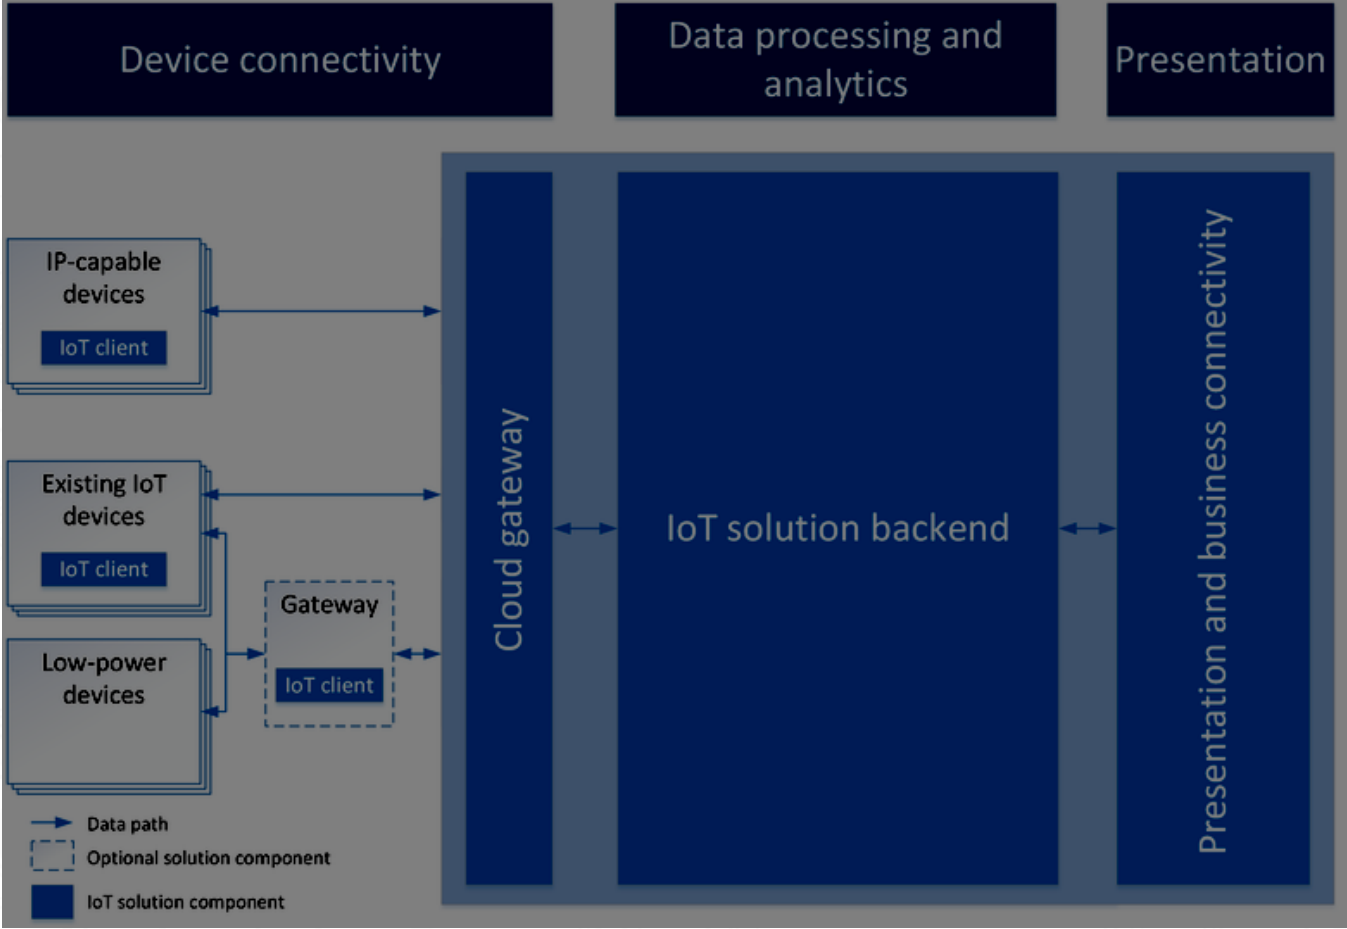 Device connectivity
Data processing and
analytics
Presentation
IP-capable
devices
IoT client
Existing IoT
devices
IoT client
Low-power
devices
Gateway
IoT client
Cloud gateway
IoT solution backend
Presentation and business connectivity
Data path
Optional solution component
IoT solution component